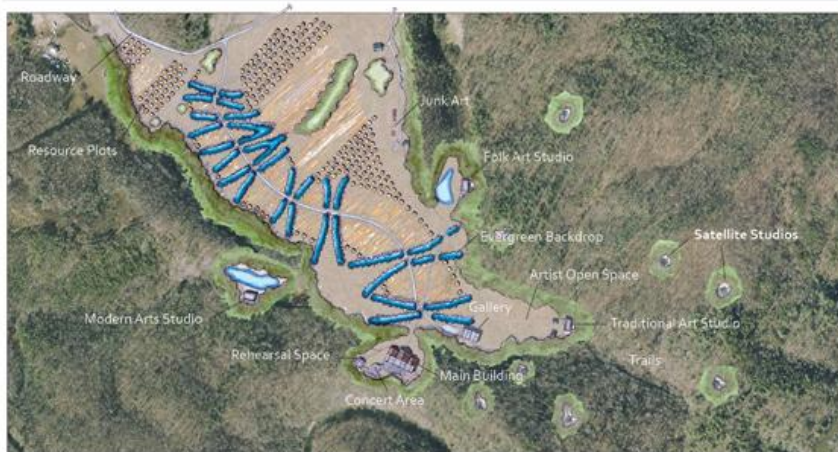 Roadway
Junk Art
Resource Plots
Folk Art Studio
Evergreen Backdrop
Satellite Studios
Artist Open Space
Gallery
Modern Arts Studio
Traditional Art Studio
Rehearsal Space
Trails
Main Building
Concert Area